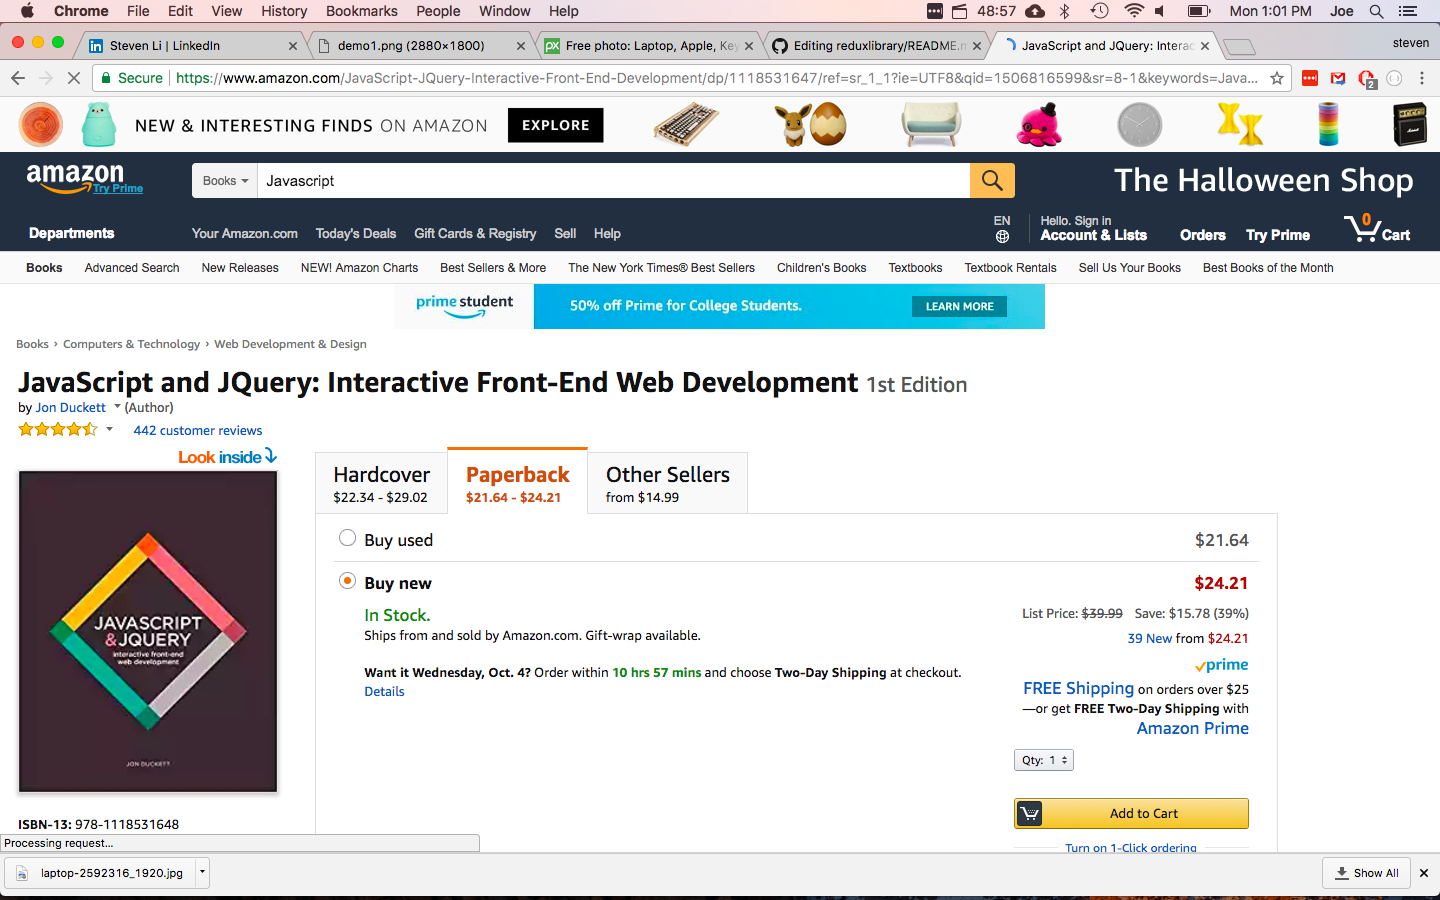 Chrome File Edit View History Bookmarks People Window Help 48:57 Mon 1:01 PM Joe
Steven Li | LinkedIn demo1.png (2880×1800) Free photo: Laptop, Apple, Key Editing reduxlibrary/README.m JavaScript and JQuery: Interac steven
Secure https://www.amazon.com/JavaScript-JQuery-Interactive-Front-End-Development/dp/1118531647/ref=sr_1_1?ie=UTF8&qid=1506816599&sr=8-1&keywords=Java... 2
NEW & INTERESTING FINDS ON AMAZON EXPLORE
amazon Try Prime Books Javascript The Halloween Shop
Departments Your Amazon.com Today's Deals Gift Cards & Registry Sell Help EN Hello. Sign in Account & Lists Orders Try Prime 0 Cart
Books Advanced Search New Releases NEW! Amazon Charts Best Sellers & More The New York Times® Best Sellers Children's Books Textbooks Textbook Rentals Sell Us Your Books Best Books of the Month
prime student 50% off Prime for College Students. LEARN MORE
Books › Computers & Technology › Web Development & Design
JavaScript and JQuery: Interactive Front-End Web Development 1st Edition
by Jon Duckett (Author)
442 customer reviews
Look inside
JAVASCRIPT
& JQUERY
interactive front-end
web development
JON DUCKETT
ISBN-13: 978-1118531648
Hardcover Paperback Other Sellers
$22.34 - $29.02 $21.64 - $24.21 from $14.99
Buy used $21.64
Buy new $24.21
In Stock.
Ships from and sold by Amazon.com. Gift-wrap available.
List Price: $39.99 Save: $15.78 (39%)
39 New from $24.21
Want it Wednesday, Oct. 4? Order within 10 hrs 57 mins and choose Two-Day Shipping at checkout.
Details
prime
FREE Shipping on orders over $25
—or get FREE Two-Day Shipping with
Amazon Prime
Qty: 1
Add to Cart
Turn on 1-Click ordering
Processing request...
laptop-2592316_1920.jpg Show All